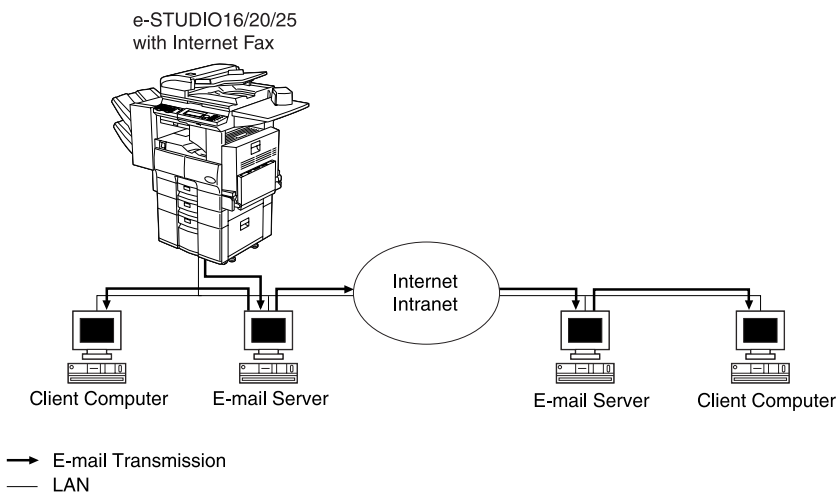 e-STUDIO16/20/25
with Internet Fax
Internet
Intranet
Client Computer
E-mail Server
E-mail Server
Client Computer
E-mail Transmission
LAN